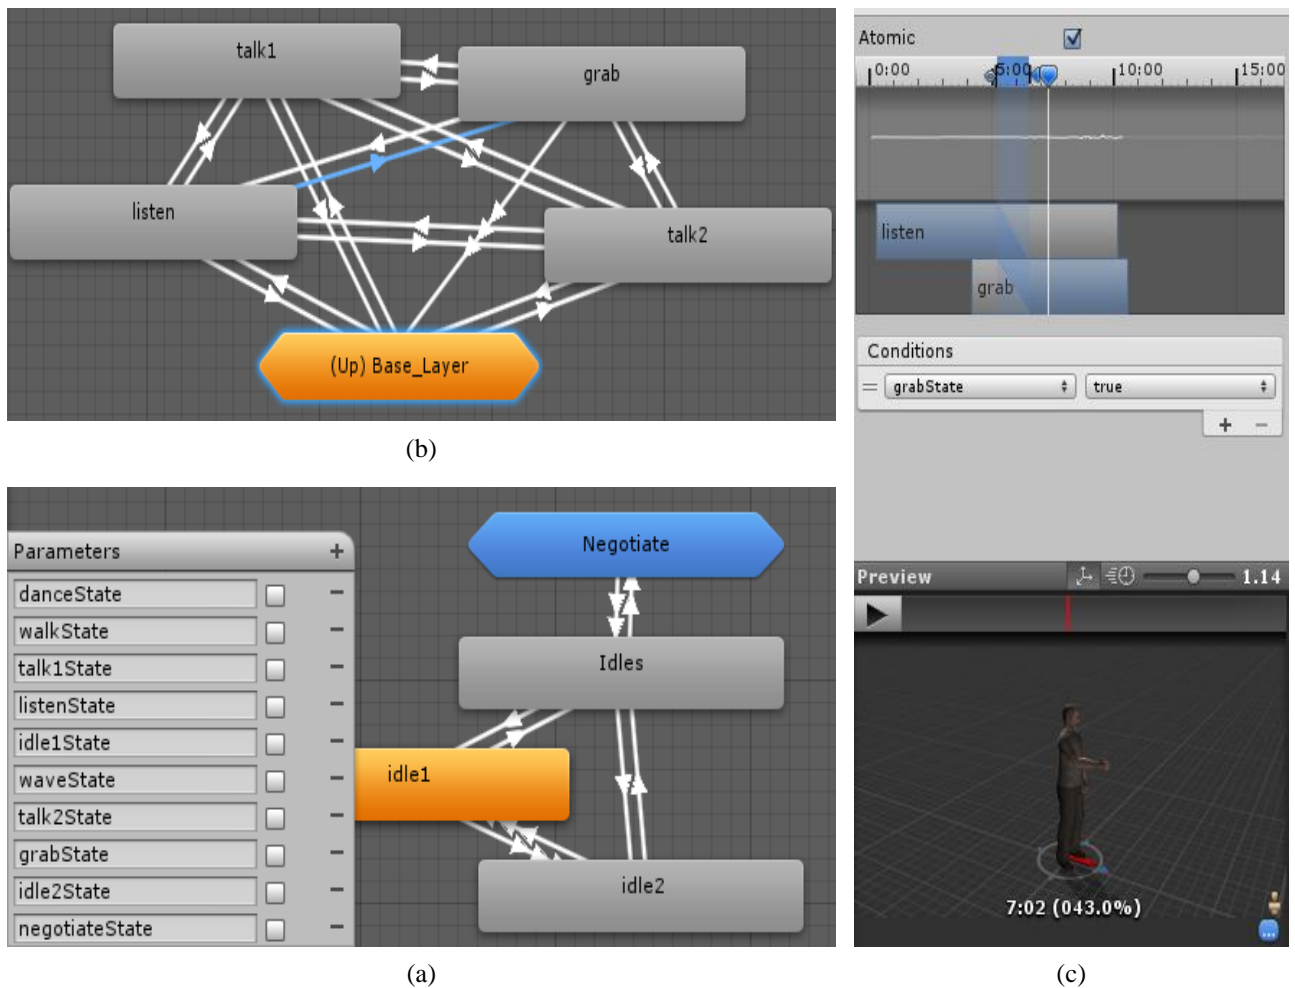 talk1
grab
listen
talk2
(Up) Base_Layer
(b)
Parameters +
danceState
walkState
talk1State
listenState
idle1State
waveState
talk2State
grabState
idle2State
negotiateState
Negotiate
Idles
idle1
idle2
(a)
Atomic
0:00 5:00 10:00 15:00
listen
grab
Conditions
= grabState true
+ −
Preview 1.14
7:02 (043.0%)
(c)